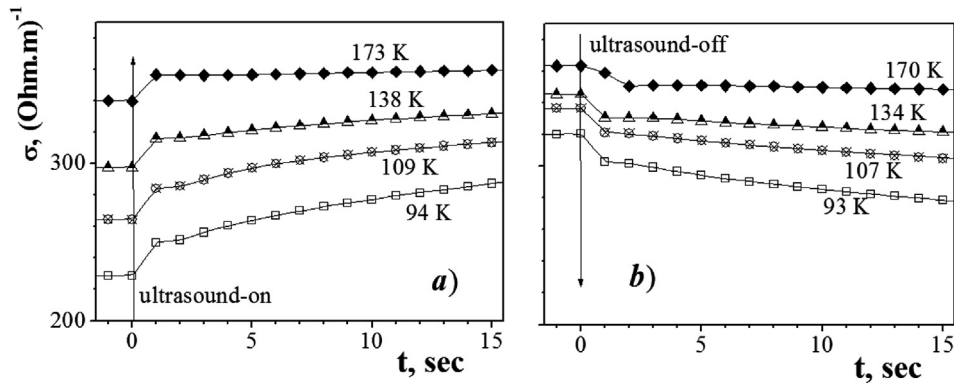 σ, (Ohm.m)⁻¹
300
200
173 K
138 K
109 K
94 K
ultrasound-on
a)
0
5
10
15
t, sec
ultrasound-off
170 K
134 K
107 K
93 K
b)
0
5
10
15
t, sec